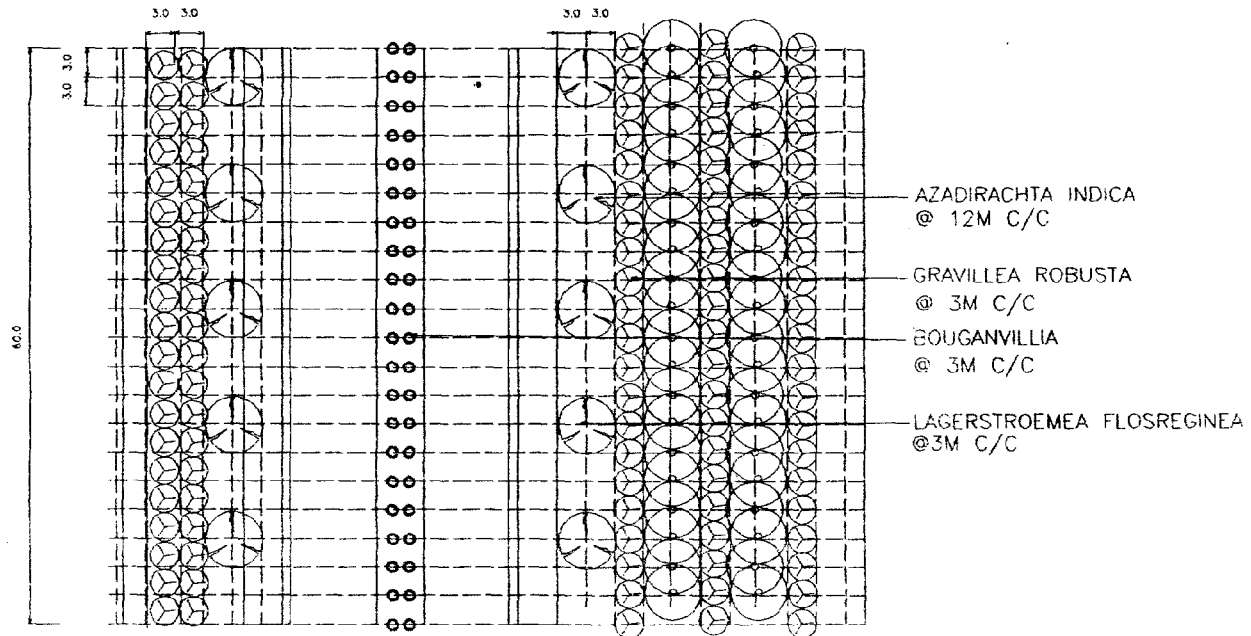 3.0 3.0
3.0 3.0
3.0
3.0
60.0
AZADIRACHTA INDICA
@ 12M C/C
GRAVILLEA ROBUSTA
@ 3M C/C
BOUGANVILLIA
@ 3M C/C
LAGERSTROEMEA FLOSREGINEA
@3M C/C